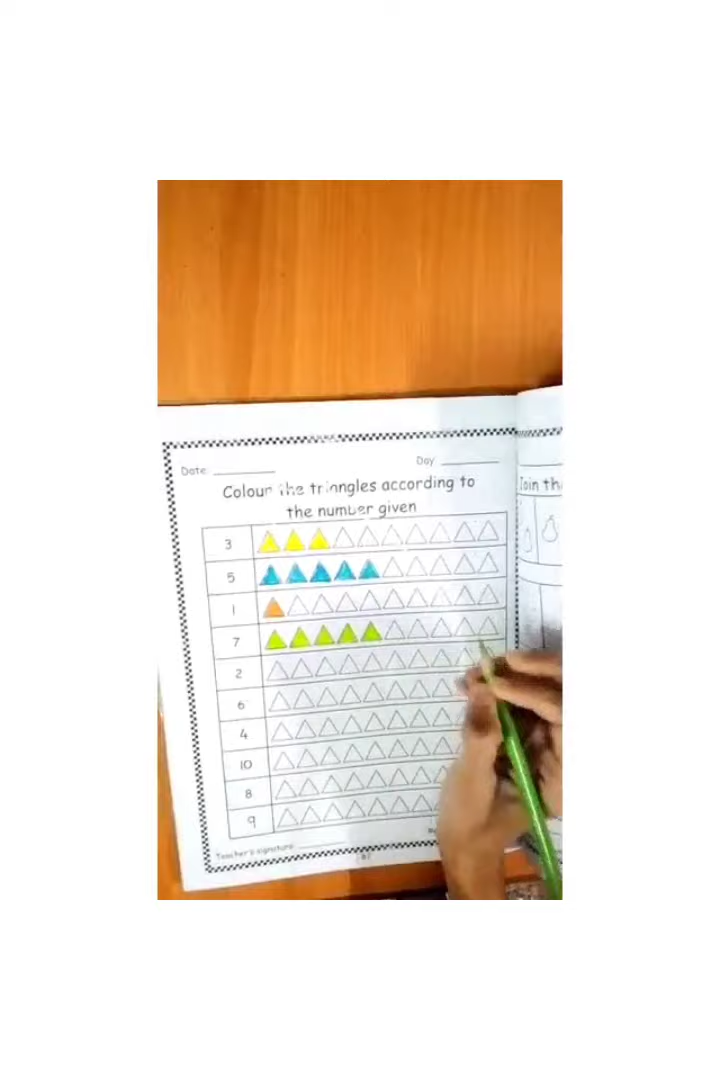 Date: 
Day 
Colour the triangles according to
the number given
Join th
3
5
1
7
2
6
4
10
8
9
Teacher's signature: